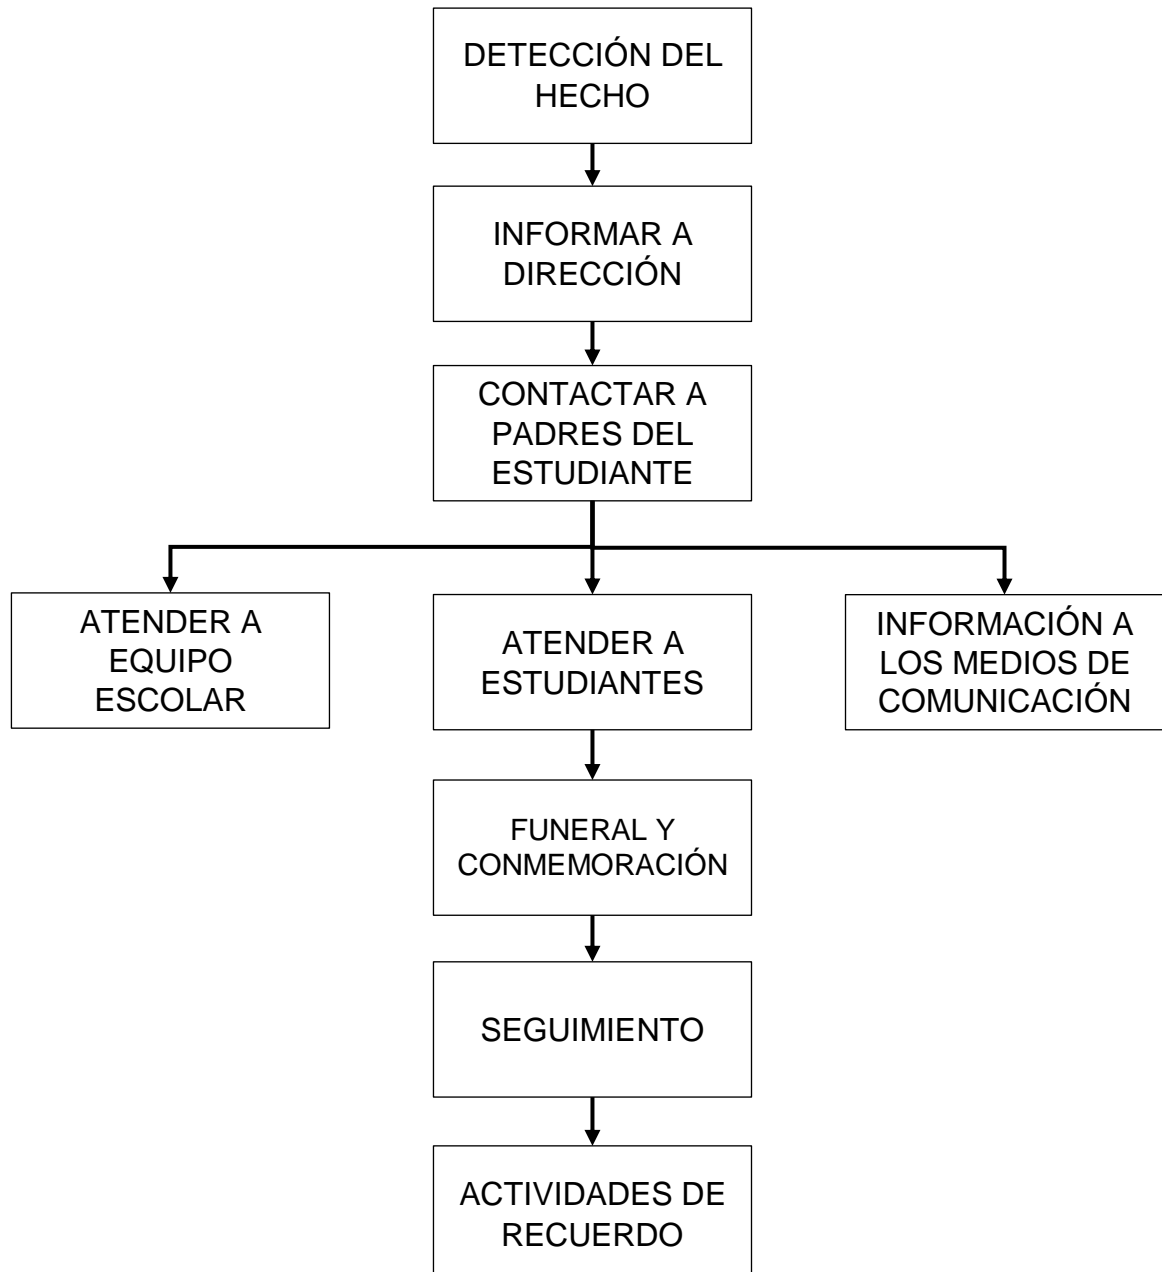 DETECCIÓN DEL
HECHO
INFORMAR A
DIRECCIÓN
CONTACTAR A
PADRES DEL
ESTUDIANTE
ATENDER A
EQUIPO
ESCOLAR
ATENDER A
ESTUDIANTES
INFORMACIÓN A
LOS MEDIOS DE
COMUNICACIÓN
FUNERAL Y
CONMEMORACIÓN
SEGUIMIENTO
ACTIVIDADES DE
RECUERDO